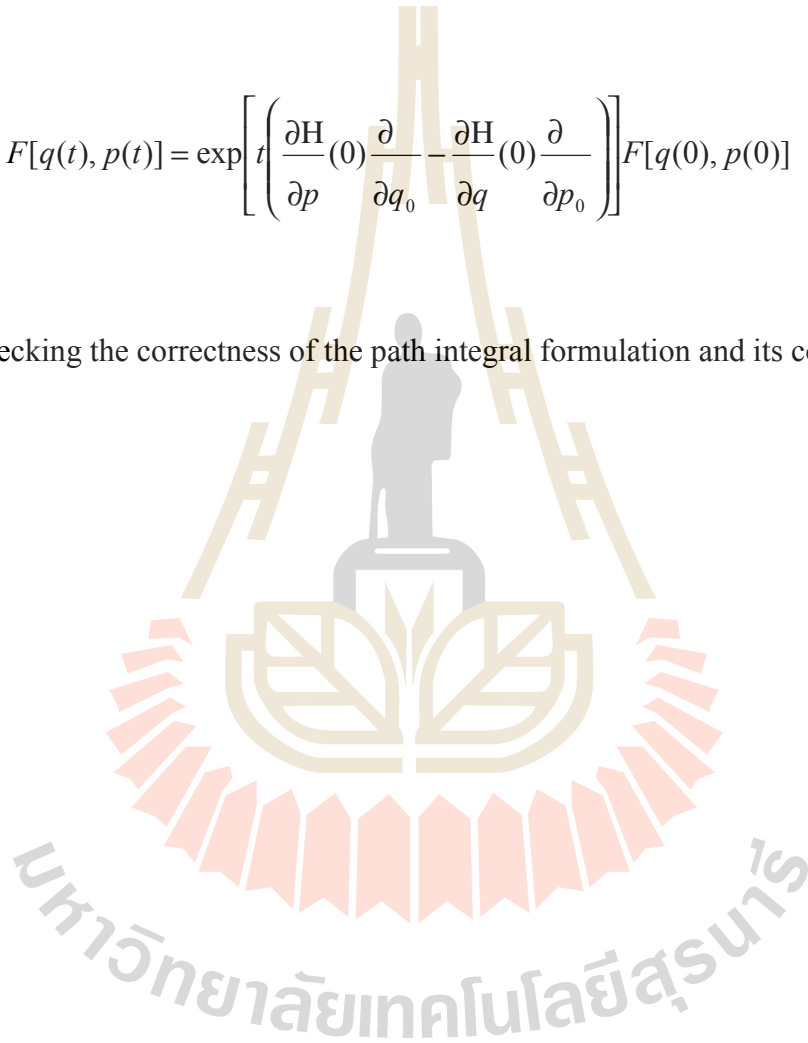 F[q(t), p(t)] = exp[t(∂H/∂p (0) ∂/∂q₀ − ∂H/∂q (0) ∂/∂p₀)]F[q(0), p(0)]
ecking the correctness of the path integral formulation and its
มหาวิทยาลัยเทคโนโลยีสุรนารี